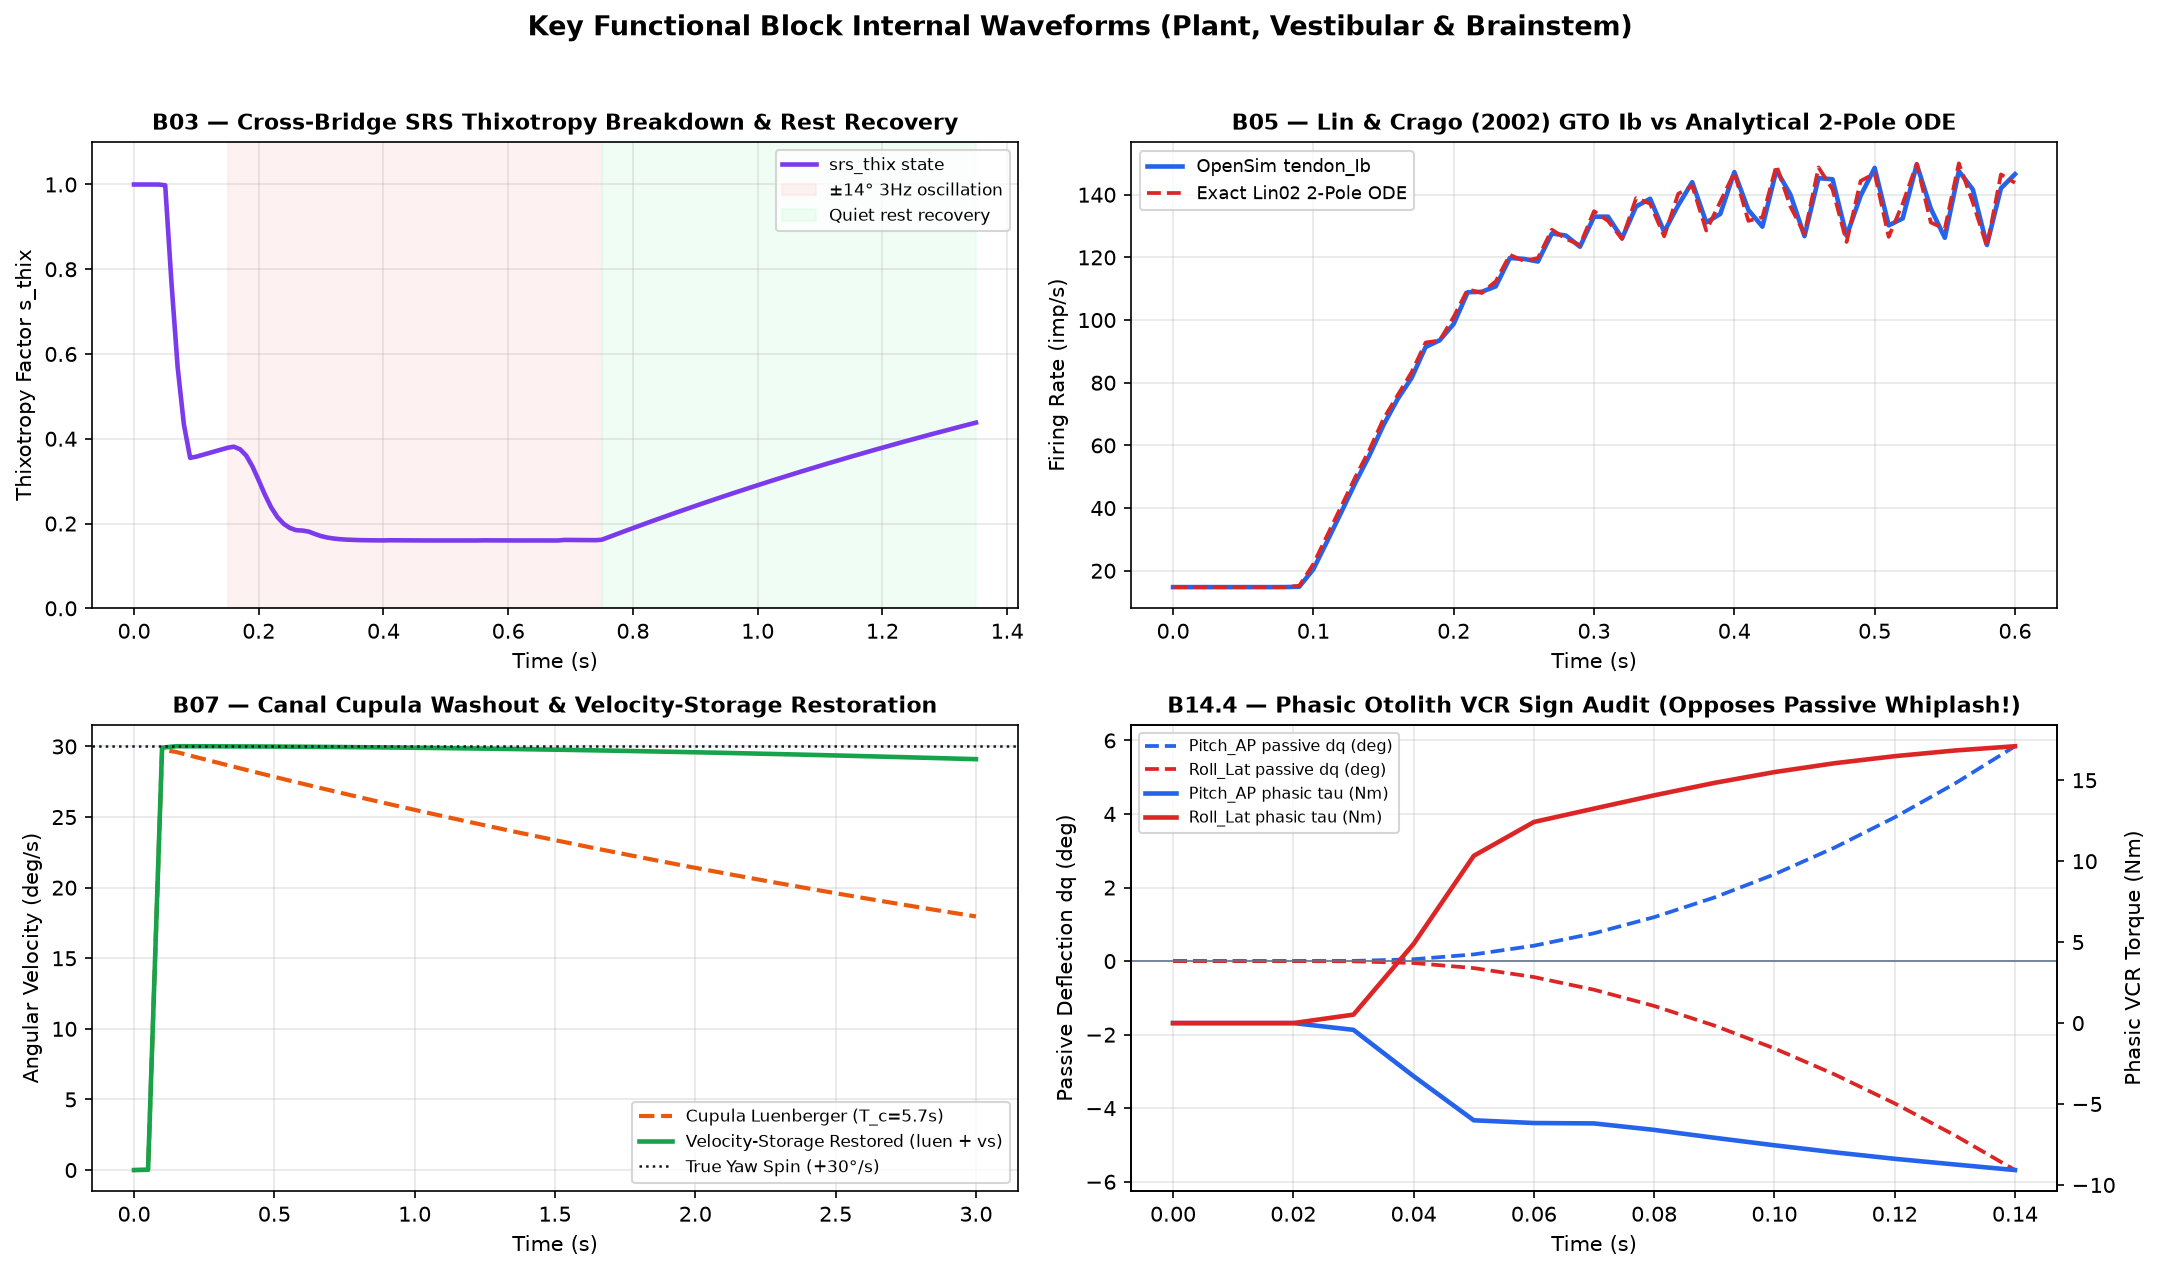 Key Functional Block Internal Waveforms (Plant, Vestibular & Brainstem)
B03 — Cross-Bridge SRS Thixotropy Breakdown & Rest Recovery
srs_thix state
±14° 3Hz oscillation
Quiet rest recovery
Thixotropy Factor s_thix
1.0
0.8
0.6
0.4
0.2
0.0
0.0 0.2 0.4 0.6 0.8 1.0 1.2 1.4
Time (s)
B05 — Lin & Crago (2002) GTO Ib vs Analytical 2-Pole ODE
OpenSim tendon_Ib
Exact Lin02 2-Pole ODE
Firing Rate (imp/s)
140
120
100
80
60
40
20
0.0 0.1 0.2 0.3 0.4 0.5 0.6
Time (s)
B07 — Canal Cupula Washout & Velocity-Storage Restoration
Angular Velocity (deg/s)
30
25
20
15
10
5
0
Cupula Luenberger (T_c=5.7s)
Velocity-Storage Restored (luen + vs)
True Yaw Spin (+30°/s)
0.0 0.5 1.0 1.5 2.0 2.5 3.0
Time (s)
B14.4 — Phasic Otolith VCR Sign Audit (Opposes Passive Whiplash!)
Pitch_AP passive dq (deg)
Roll_Lat passive dq (deg)
Pitch_AP phasic tau (Nm)
Roll_Lat phasic tau (Nm)
Passive Deflection dq (deg)
6
4
2
0
−2
−4
−6
15
10
5
0
−5
−10
Phasic VCR Torque (Nm)
0.00 0.02 0.04 0.06 0.08 0.10 0.12 0.14
Time (s)